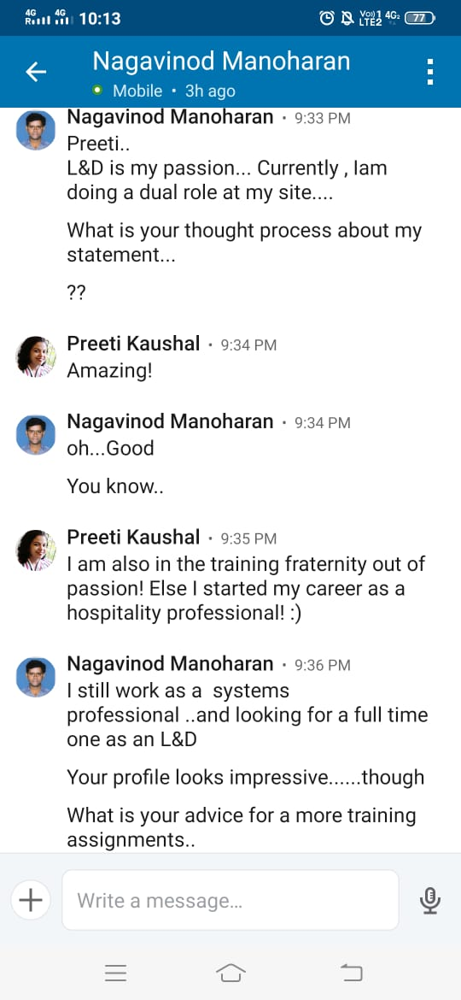 4G 4G 10:13 Vo))1 4G2 77
R LTE2
Nagavinod Manoharan
Mobile • 3h ago
Nagavinod Manoharan • 9:33 PM
Preeti..
L&D is my passion... Currently , Iam
doing a dual role at my site....
What is your thought process about my
statement...
??
Preeti Kaushal • 9:34 PM
Amazing!
Nagavinod Manoharan • 9:34 PM
oh...Good
You know..
Preeti Kaushal • 9:35 PM
I am also in the training fraternity out of
passion! Else I started my career as a
hospitality professional! :)
Nagavinod Manoharan • 9:36 PM
I still work as a systems
professional ..and looking for a full time
one as an L&D
Your profile looks impressive......though
What is your advice for a more training
assignments..
Write a message...